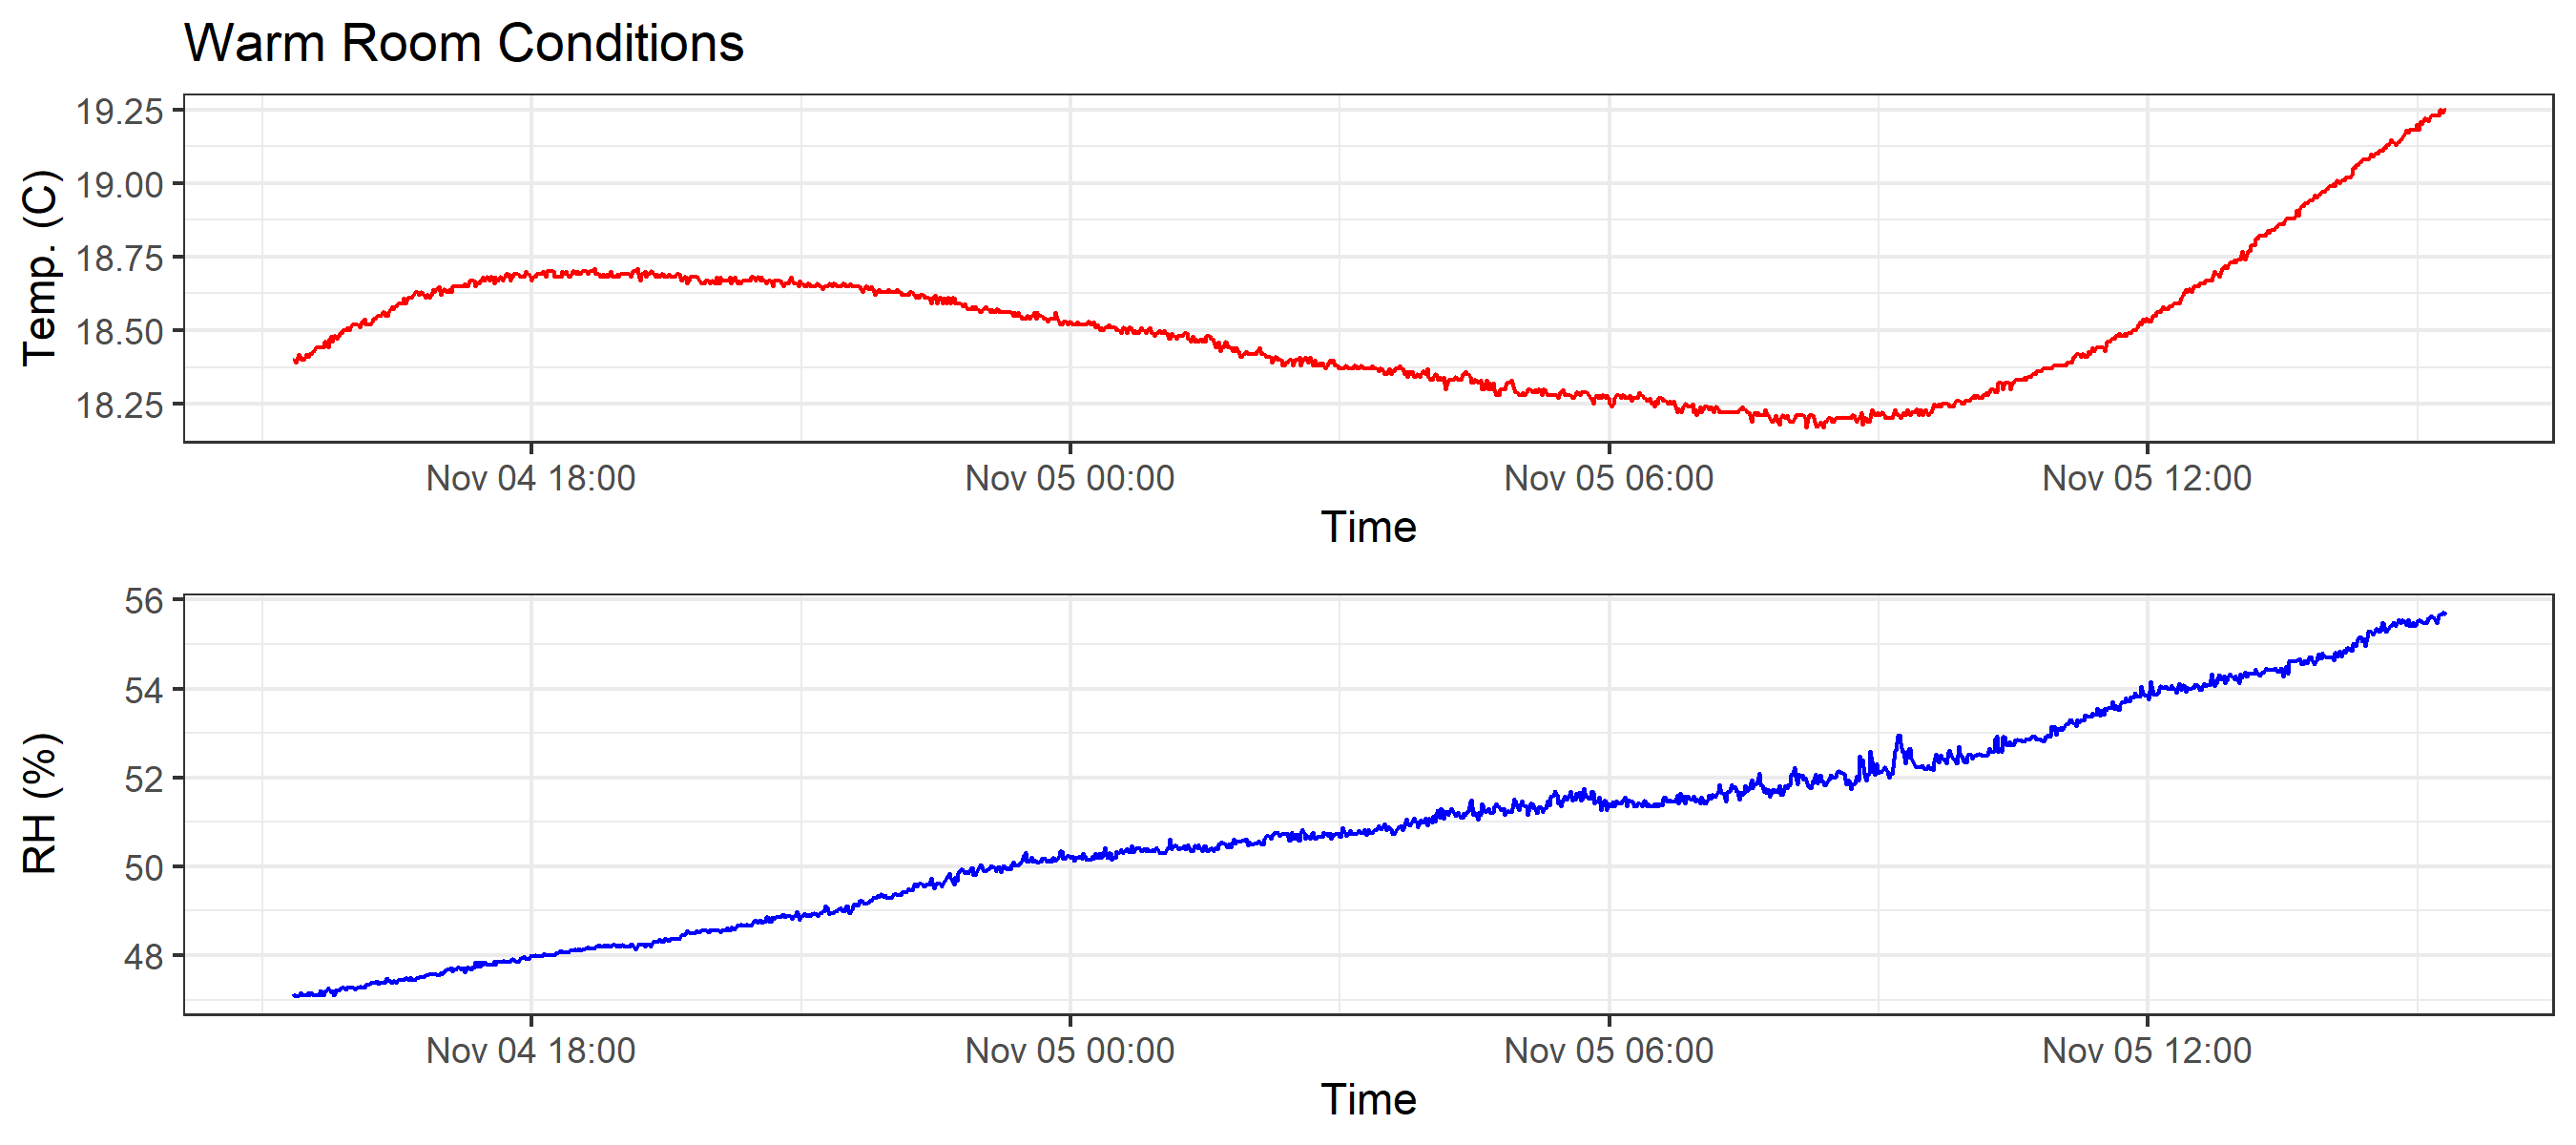 Warm Room Conditions
Temp. (C)
19.25
19.00
18.75
18.50
18.25
Nov 04 18:00 Nov 05 00:00 Nov 05 06:00 Nov 05 12:00
Time
RH (%)
56
54
52
50
48
Nov 04 18:00 Nov 05 00:00 Nov 05 06:00 Nov 05 12:00
Time